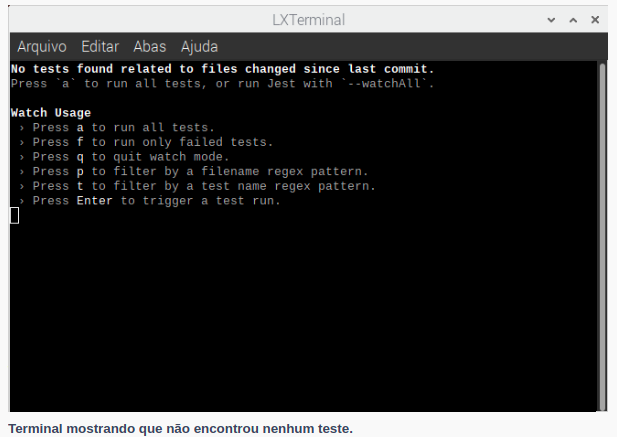 LXTerminal
Arquivo Editar Abas Ajuda
No tests found related to files changed since last commit.
Press `a` to run all tests, or run Jest with `--watchAll`.
Watch Usage
› Press a to run all tests.
› Press f to run only failed tests.
› Press q to quit watch mode.
› Press p to filter by a filename regex pattern.
› Press t to filter by a test name regex pattern.
› Press Enter to trigger a test run.
Terminal mostrando que não encontrou nenhum teste.